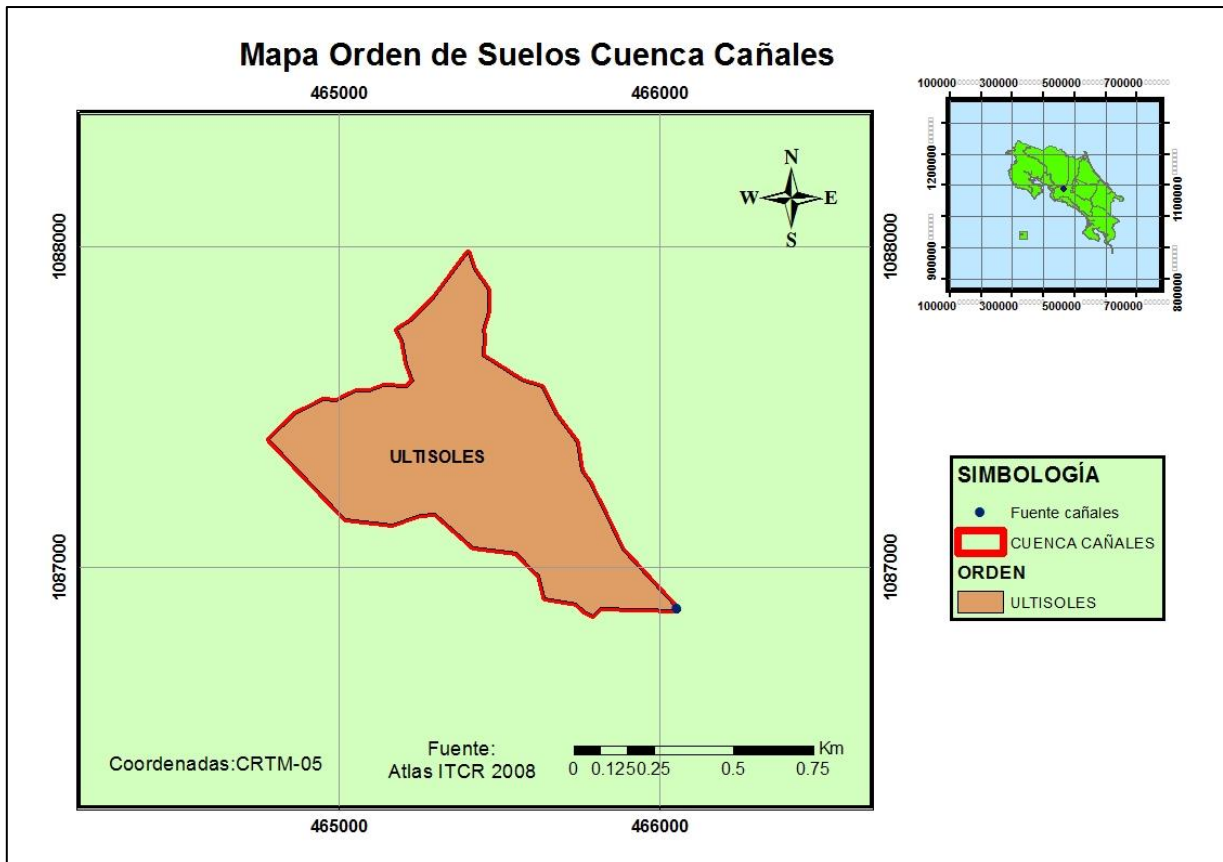 Mapa Orden de Suelos Cuenca Cañales
465000 466000
N
W E
S
1088000 1088000
ULTISOLES
1087000 1087000
Coordenadas:CRTM-05
Fuente:
Atlas ITCR 2008
Km
0 0.1250.25 0.5 0.75
465000 466000
100000 300000 500000 700000
1200000 1100000
900000 800000
100000 300000 500000 700000
SIMBOLOGÍA
Fuente cañales
CUENCA CAÑALES
ORDEN
ULTISOLES